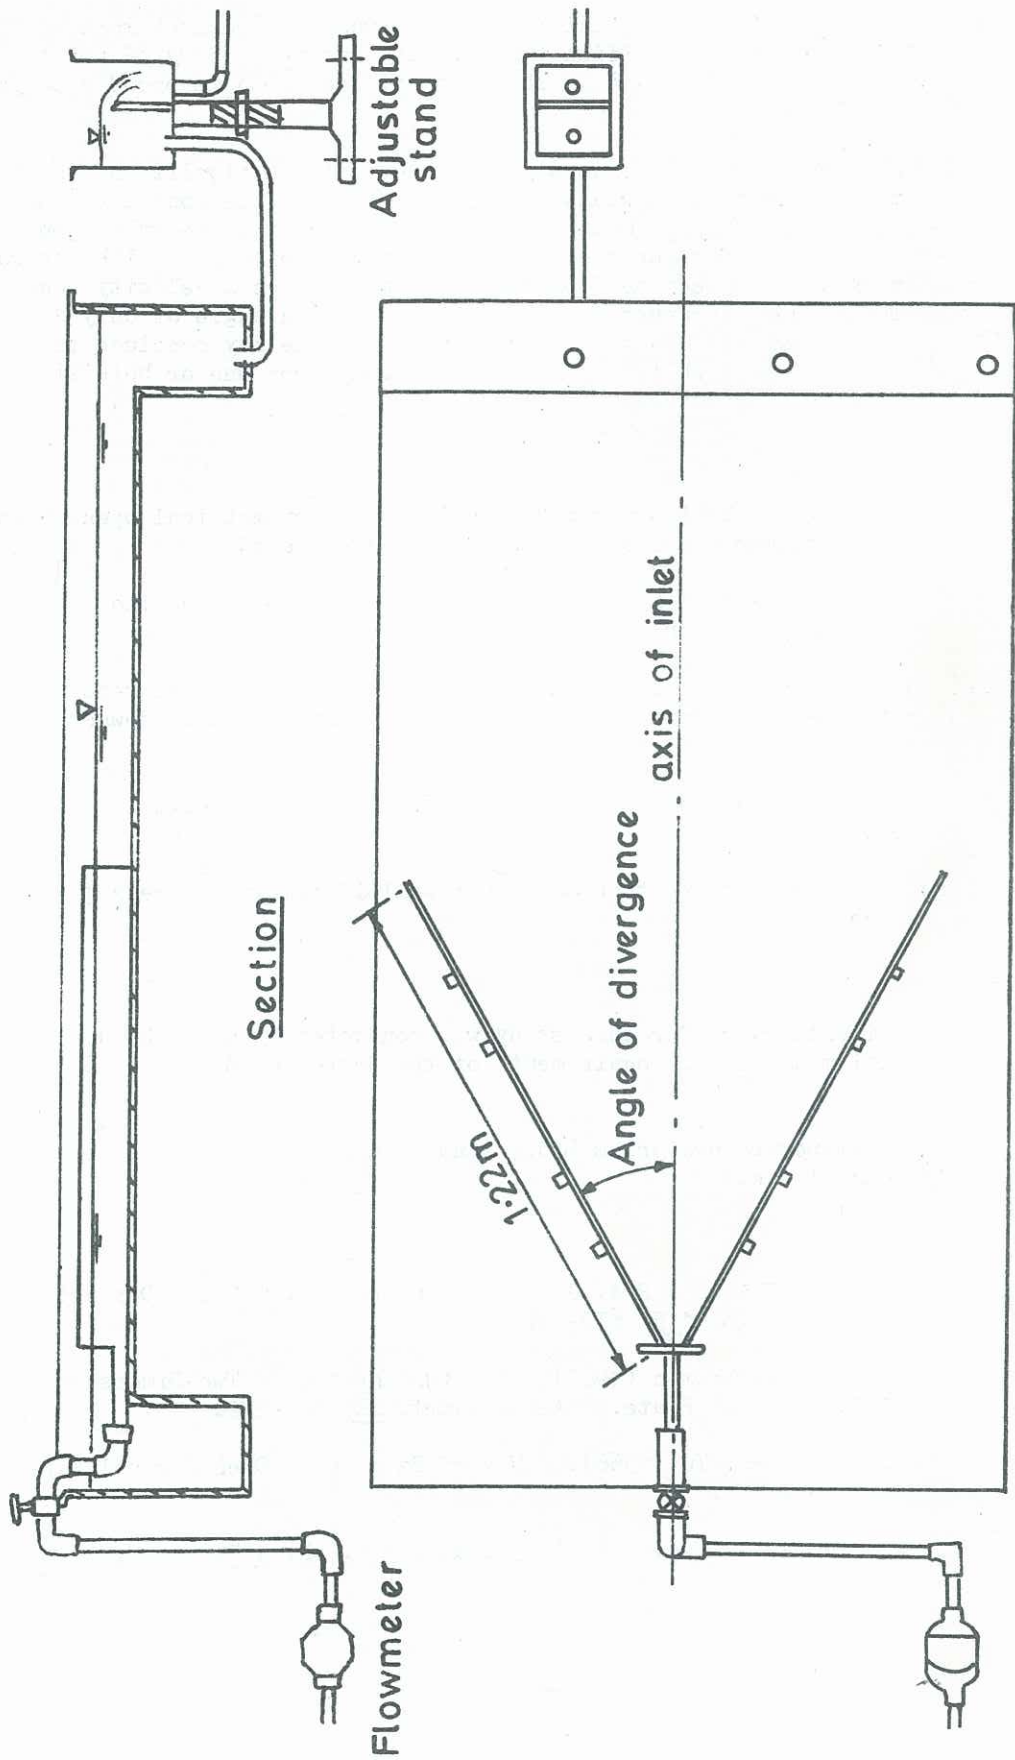 Adjustable
stand
Flowmeter
Section
1·22m
Angle of divergence
axis of inlet